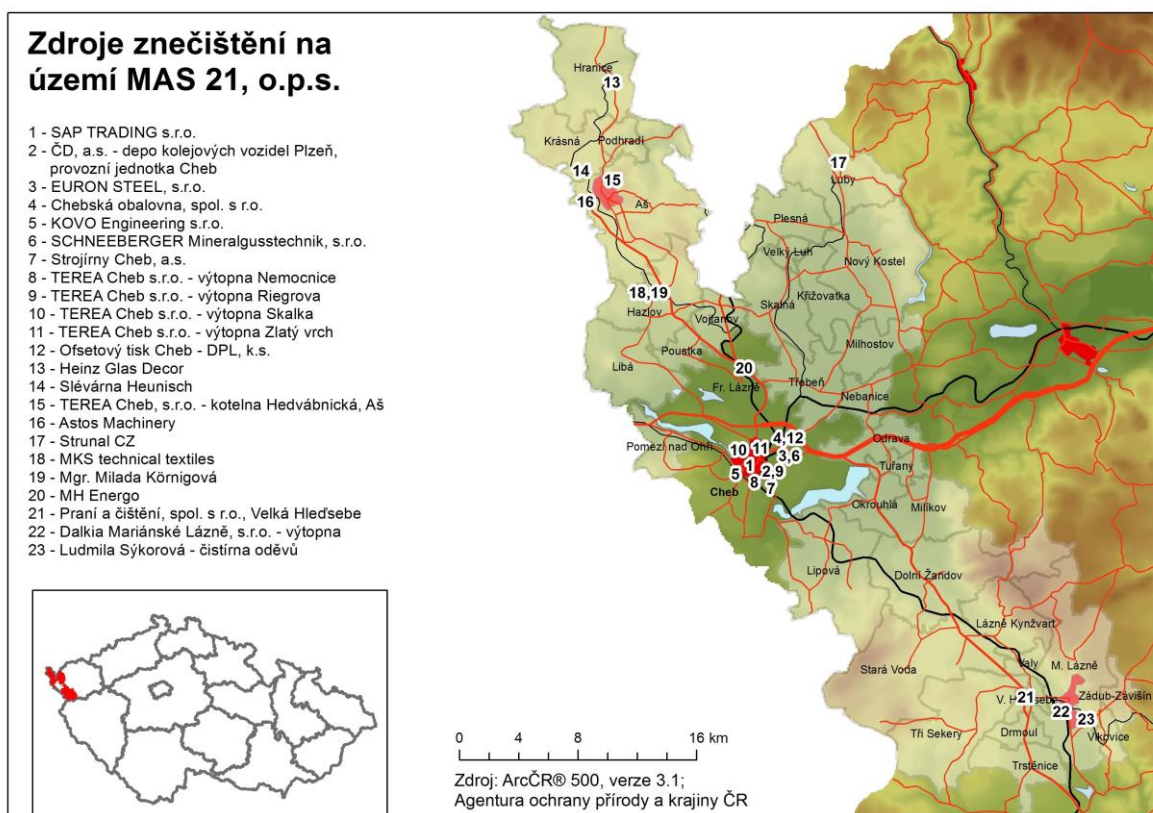 Zdroje znečištění na
území MAS 21, o.p.s.
1 - SAP TRADING s.r.o.
2 - ČD, a.s. - depo kolejových vozidel Plzeň,
provozní jednotka Cheb
3 - EURON STEEL, s.r.o.
4 - Chebská obalovna, spol. s r.o.
5 - KOVO Engineering s.r.o.
6 - SCHNEEBERGER Mineralgusstechnik, s.r.o.
7 - Strojírny Cheb, a.s.
8 - TEREA Cheb s.r.o. - výtopna Nemocnice
9 - TEREA Cheb s.r.o. - výtopna Riegrova
10 - TEREA Cheb s.r.o. - výtopna Skalka
11 - TEREA Cheb s.r.o. - výtopna Zlatý vrch
12 - Ofsetový tisk Cheb - DPL, k.s.
13 - Heinz Glas Decor
14 - Slévárna Heunisch
15 - TEREA Cheb, s.r.o. - kotelna Hedvábnická, Aš
16 - Astos Machinery
17 - Strunal CZ
18 - MKS technical textiles
19 - Mgr. Milada Körnigová
20 - MH Energo
21 - Praní a čištění, spol. s r.o., Velká Hleďsebe
22 - Dalkia Mariánské Lázně, s.r.o. - výtopna
23 - Ludmila Sýkorová - čistírna oděvů
Hranice
13
Krásná
Podhradí
14
15
16
Aš
17
Luby
Plesná
Velký Luh
Nový Kostel
18,19
Hazlov
Skalná
Křižovatka
Vojtanov
Milhostov
Poustka
Libá
20
Fr. Lázně
Třebeň
Nebanice
Pomezí nad Ohří
10
11
4,12
Odrava
1
3,6
Tuřany
5
2,9
8
7
Cheb
Okrouhlá
Milíkov
Lipová
Dolní Žandov
Lázně Kynžvart
Stará Voda
Valy
M. Lázně
21
22
23
Zádub-Závišín
Tři Sekery
Drmoul
Vlkovice
Trstěnice
0 4 8 16 km
Zdroj: ArcČR® 500, verze 3.1;
Agentura ochrany přírody a krajiny ČR